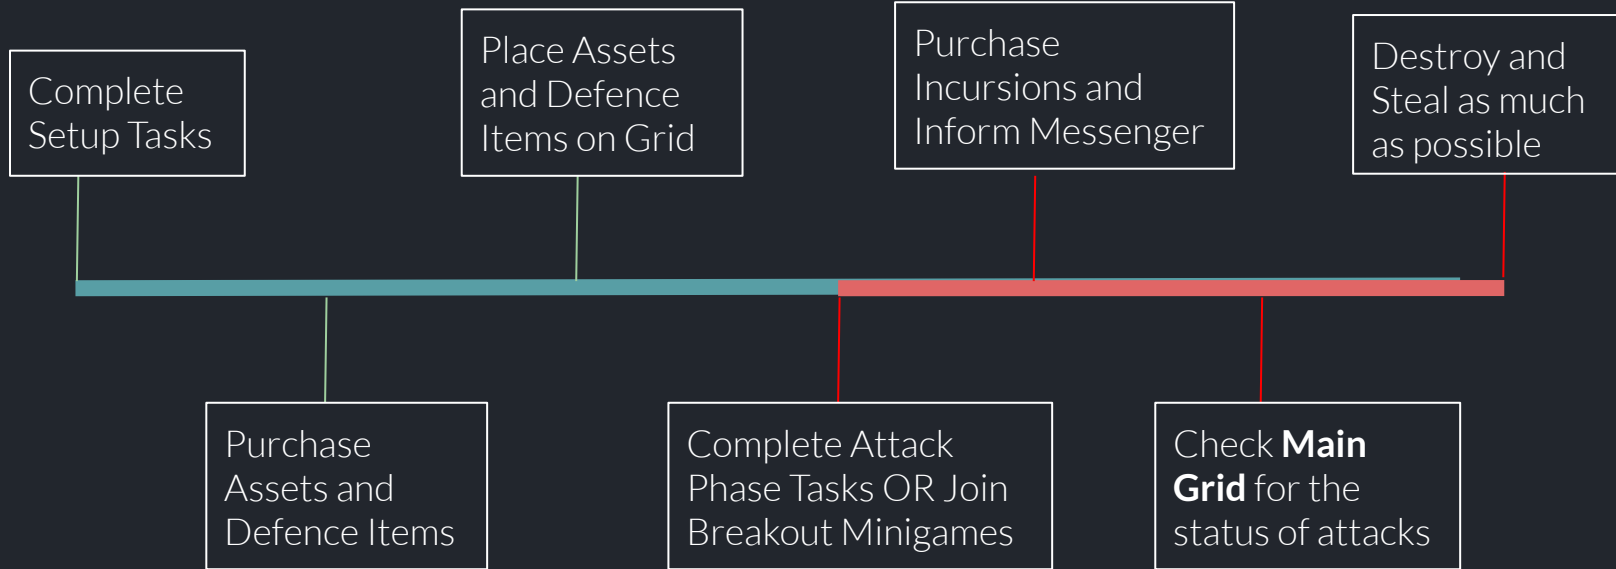 Complete
Setup Tasks
Purchase
Assets and
Defence Items
Place Assets
and Defence
Items on Grid
Complete Attack
Phase Tasks OR Join
Breakout Minigames
Purchase
Incursions and
Inform Messenger
Check Main
Grid for the
status of attacks
Destroy and
Steal as much
as possible